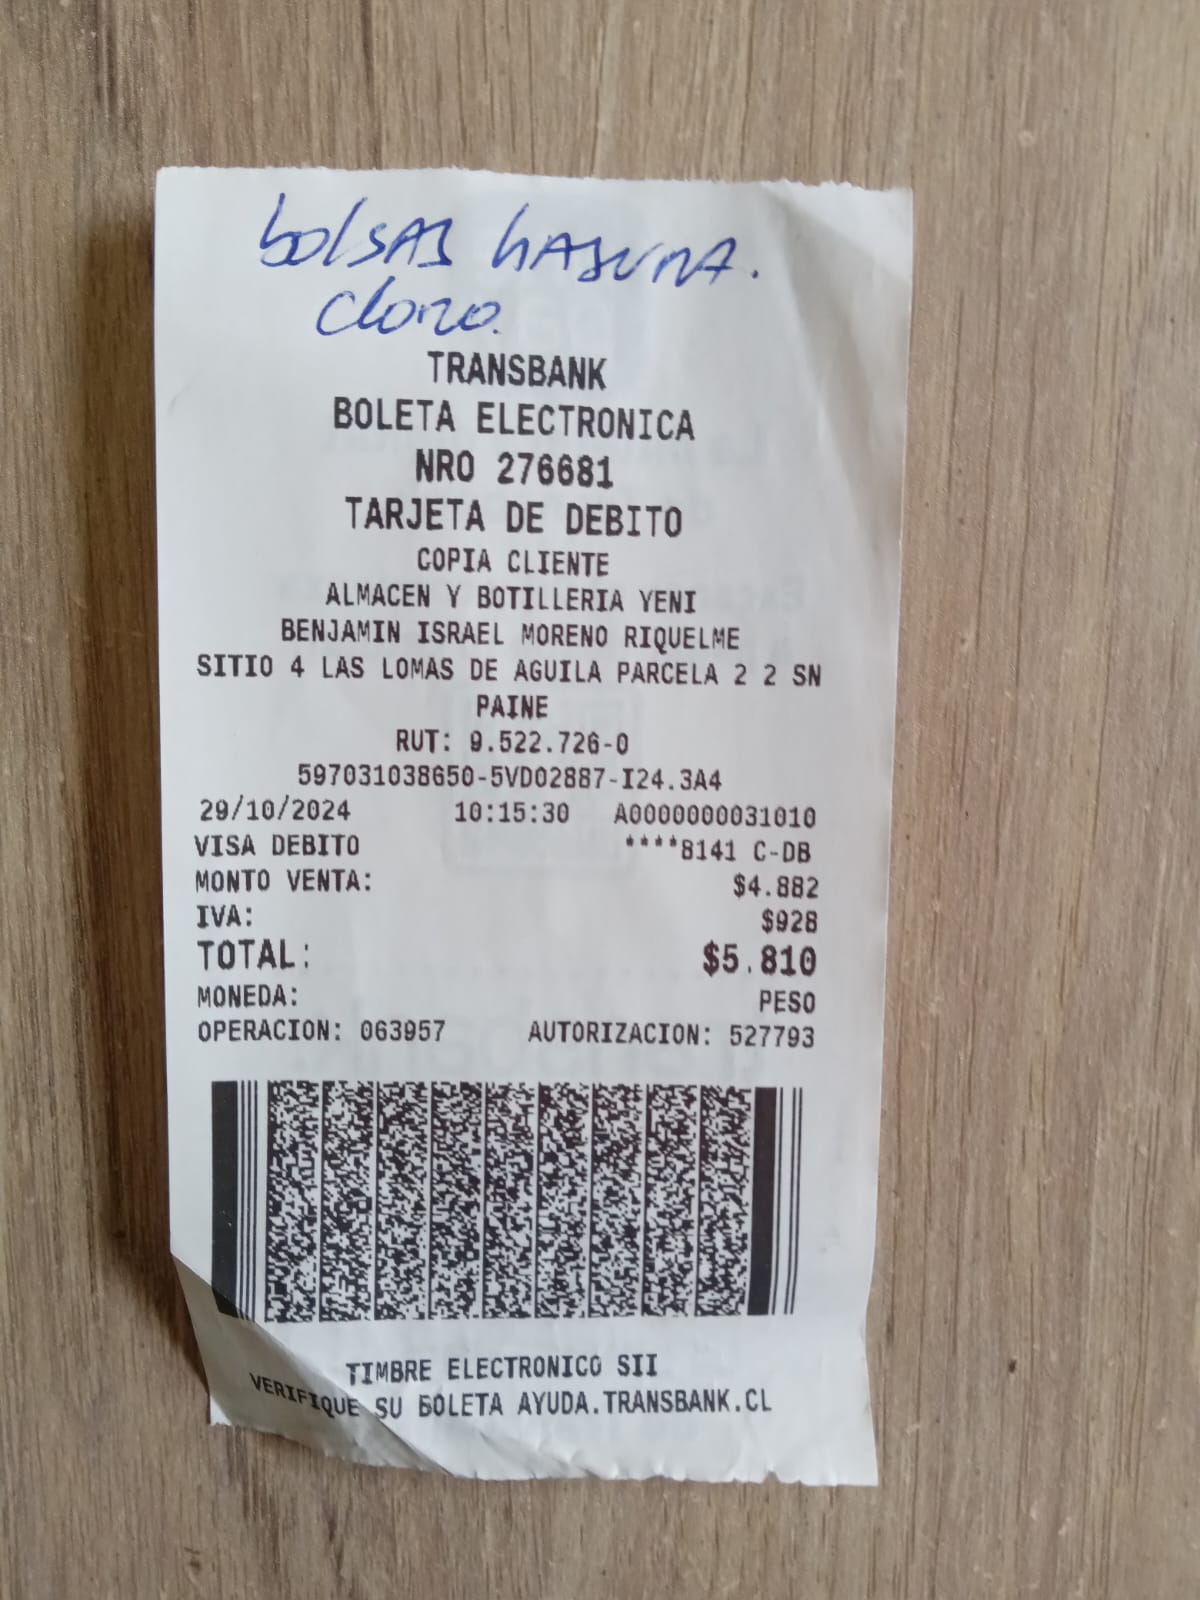 bolsas basura.
cloro.
TRANSBANK
BOLETA ELECTRONICA
NRO 276681
TARJETA DE DEBITO
COPIA CLIENTE
ALMACEN Y BOTILLERIA YENI
BENJAMIN ISRAEL MORENO RIQUELME
SITIO 4 LAS LOMAS DE AGUILA PARCELA 2 2 SN
PAINE
RUT: 9.522.726-0
597031038650-5VD02887-I24.3A4
29/10/2024 10:15:30 A0000000031010
VISA DEBITO ****8141 C-DB
MONTO VENTA: $4.882
IVA: $928
TOTAL: $5.810
MONEDA: PESO
OPERACION: 063957 AUTORIZACION: 527793
TIMBRE ELECTRONICO SII
VERIFIQUE SU BOLETA AYUDA.TRANSBANK.CL